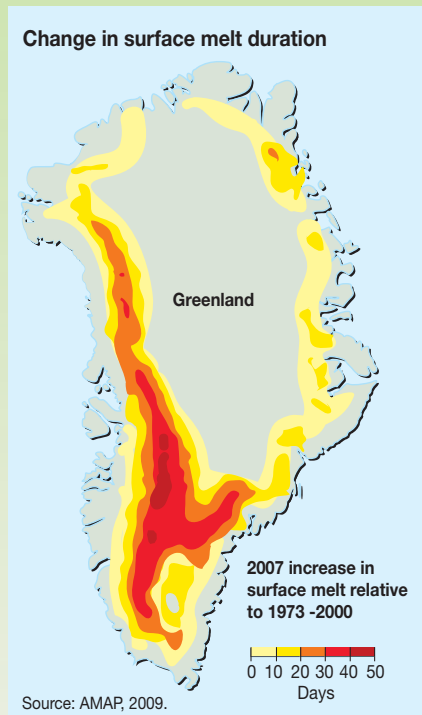 Change in surface melt duration
Greenland
2007 increase in
surface melt relative
to 1973 -2000
0 10 20 30 40 50
Days
Source: AMAP, 2009.